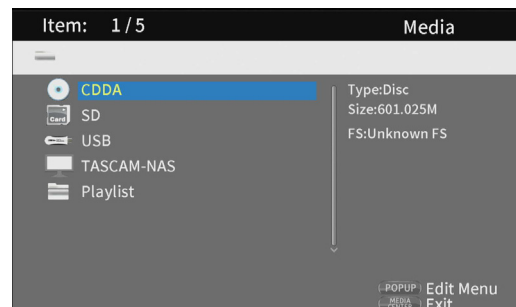 Item: 1/5 Media
CDDA
SD
USB
TASCAM-NAS
Playlist
Type:Disc
Size:601.025M
FS:Unknown FS
POPUP Edit Menu
MEDIA CENTER Exit
Card